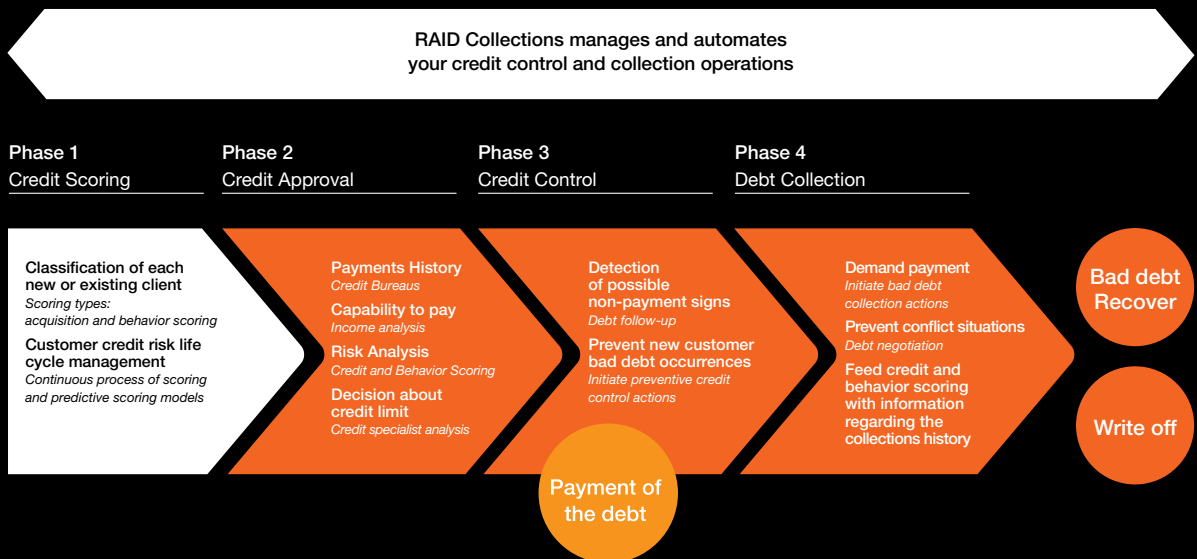 RAID Collections manages and automates
your credit control and collection operations
Phase 1
Credit Scoring
Phase 2
Credit Approval
Phase 3
Credit Control
Phase 4
Debt Collection
Classification of each
new or existing client
Scoring types:
acquisition and behavior scoring
Customer credit risk life
cycle management
Continuous process of scoring
and predictive scoring models
Payments History
Credit Bureaus
Capability to pay
Income analysis
Risk Analysis
Credit and Behavior Scoring
Decision about
credit limit
Credit specialist analysis
Detection
of possible
non-payment signs
Debt follow-up
Prevent new customer
bad debt occurrences
Initiate preventive credit
control actions
Payment of
the debt
Demand payment
Initiate bad debt
collection actions
Prevent conflict situations
Debt negotiation
Feed credit and
behavior scoring
with information
regarding the
collections history
Bad debt
Recover
Write off